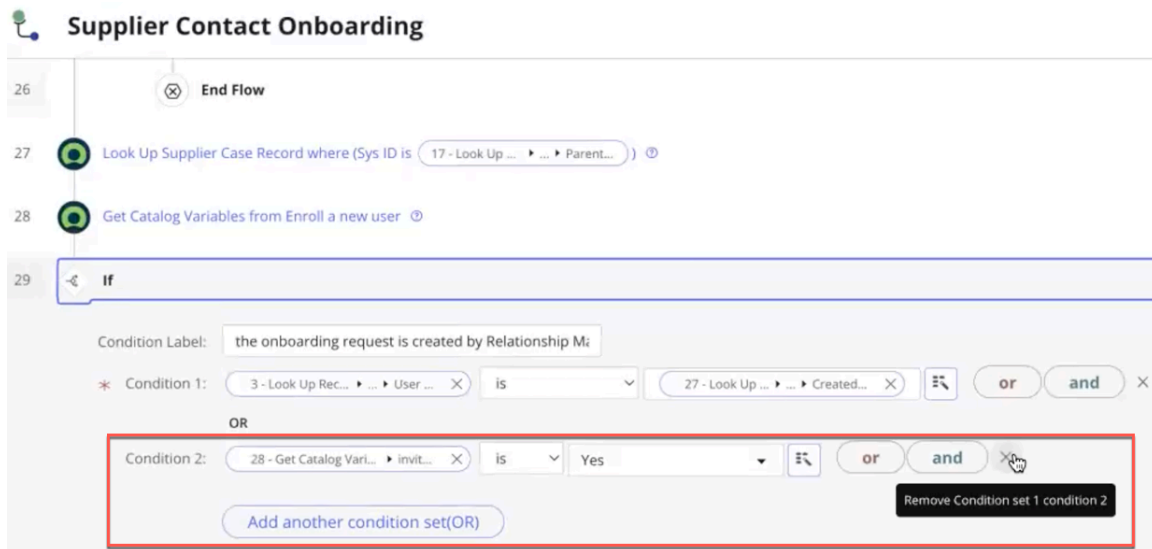 Supplier Contact Onboarding
26 End Flow
27 Look Up Supplier Case Record where (Sys ID is 17 - Look Up ... ▸ ... ▸ Parent... )
28 Get Catalog Variables from Enroll a new user
29 If
Condition Label: the onboarding request is created by Relationship Ma
* Condition 1: 3 - Look Up Rec... ▸ ... ▸ User ... X is 27 - Look Up ... ▸ ... ▸ Created... X or and X
OR
Condition 2: 28 - Get Catalog Vari... ▸ invit... X is Yes or and X
Remove Condition set 1 condition 2
Add another condition set(OR)